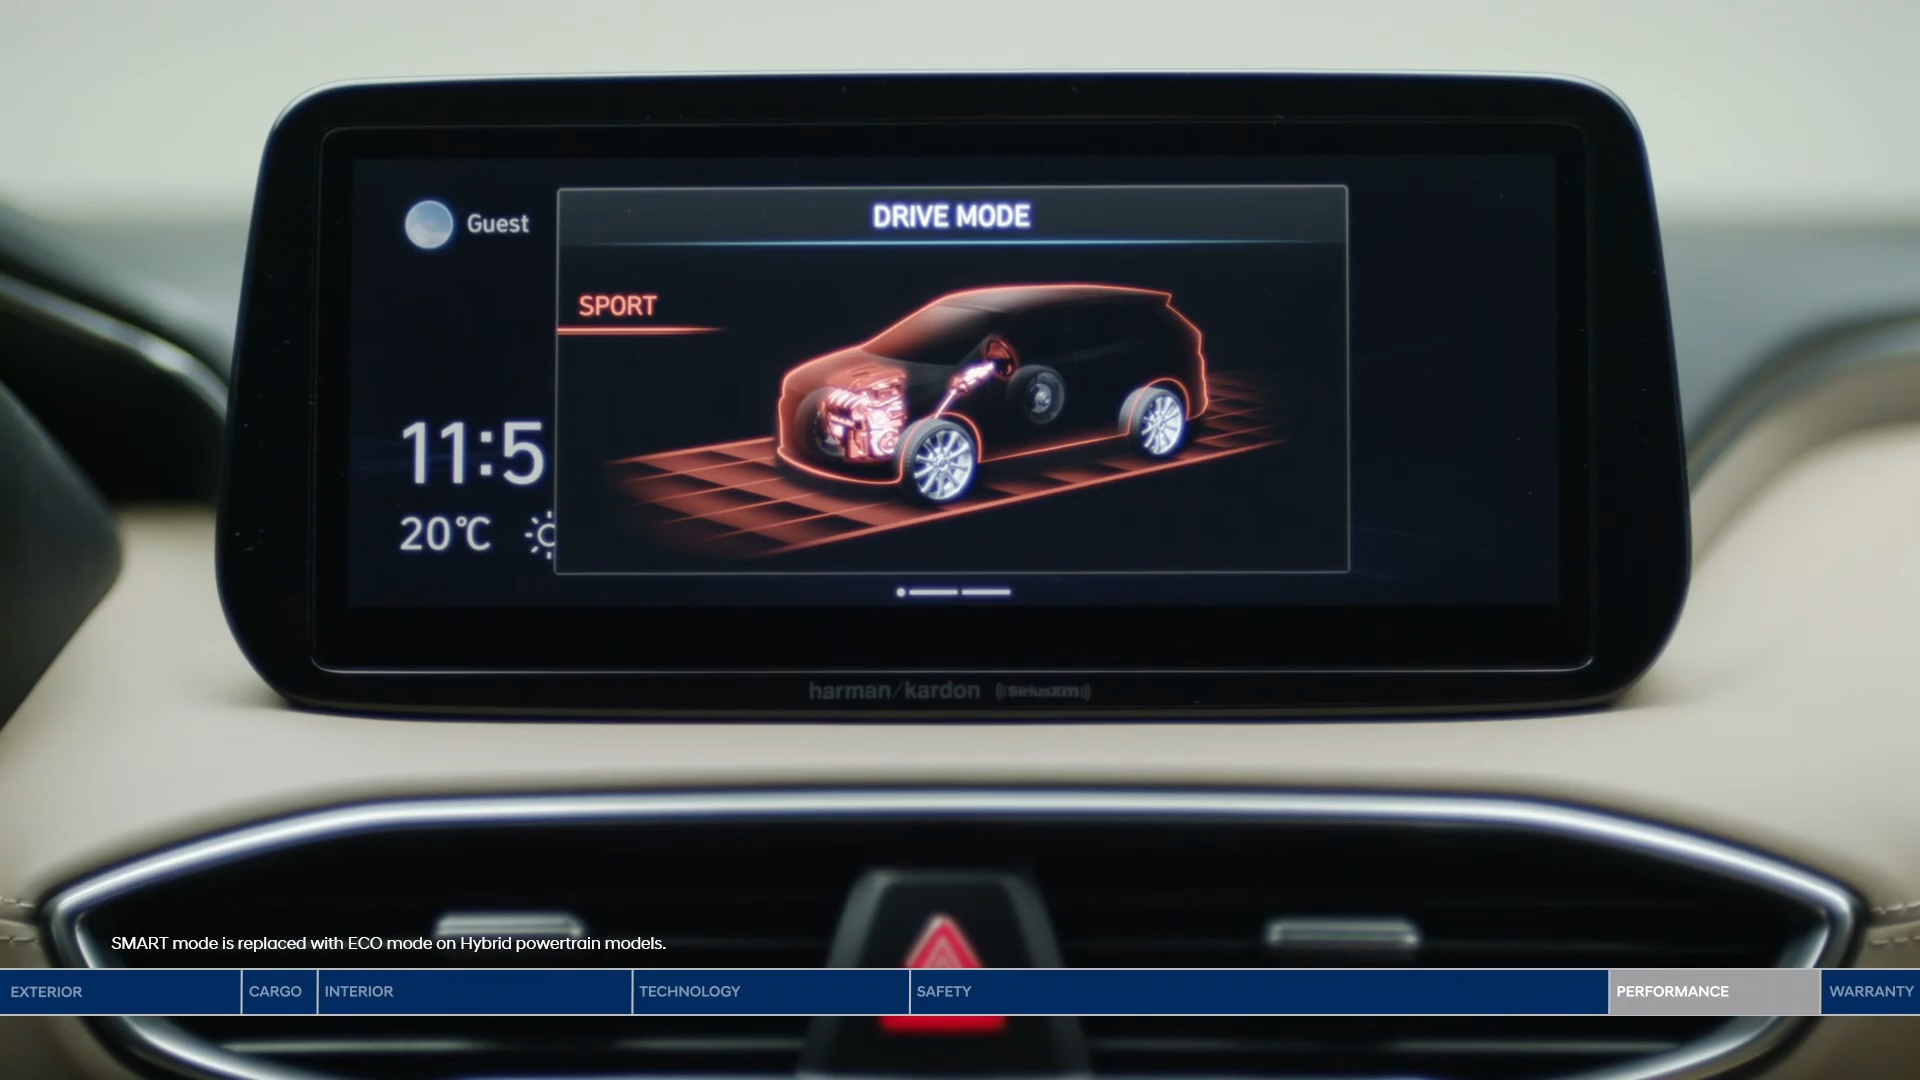 Guest
DRIVE MODE
SPORT
11:5
20°C
harman/kardon ((SiriusXM))
SMART mode is replaced with ECO mode on Hybrid powertrain models.
EXTERIOR
CARGO
INTERIOR
TECHNOLOGY
SAFETY
PERFORMANCE
WARRANTY